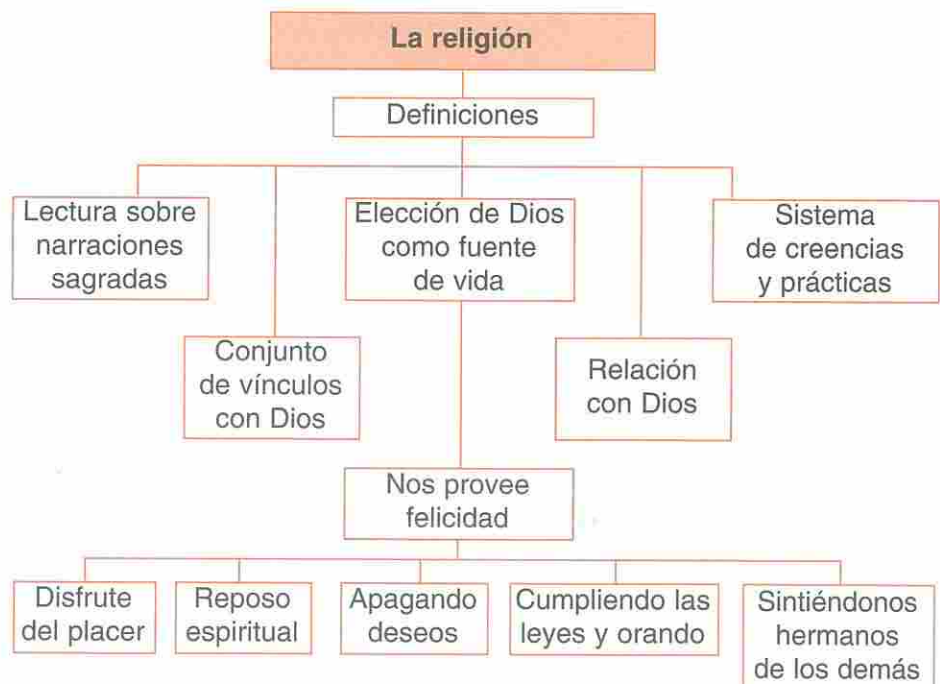 La religión
Definiciones
Lectura sobre
narraciones
sagradas
Elección de Dios
como fuente
de vida
Sistema
de creencias
y prácticas
Conjunto
de vínculos
con Dios
Relación
con Dios
Nos provee
felicidad
Disfrute
del placer
Reposo
espiritual
Apagando
deseos
Cumpliendo las
leyes y orando
Sintiéndonos
hermanos
de los demás